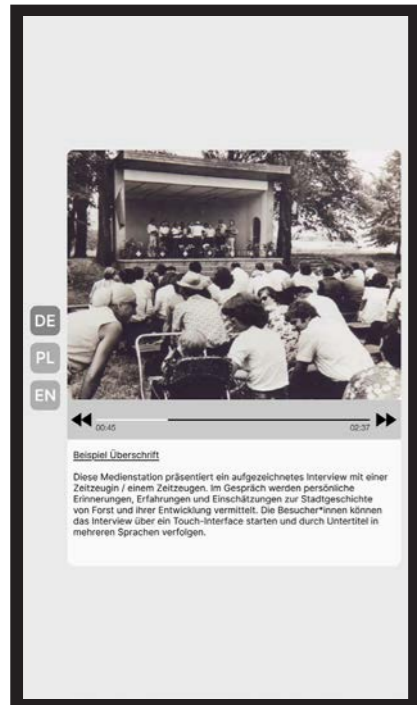 DE
PL
EN
00:45
02:37
Beispiel Überschrift
Diese Medienstation präsentiert ein aufgezeichnetes Interview mit einer
Zeitzeugin / einem Zeitzeugen. Im Gespräch werden persönliche
Erinnerungen, Erfahrungen und Einschätzungen zur Stadtgeschichte
von Forst und ihrer Entwicklung vermittelt. Die Besucher*innen können
das Interview über ein Touch-Interface starten und durch Untertitel in
mehreren Sprachen verfolgen.